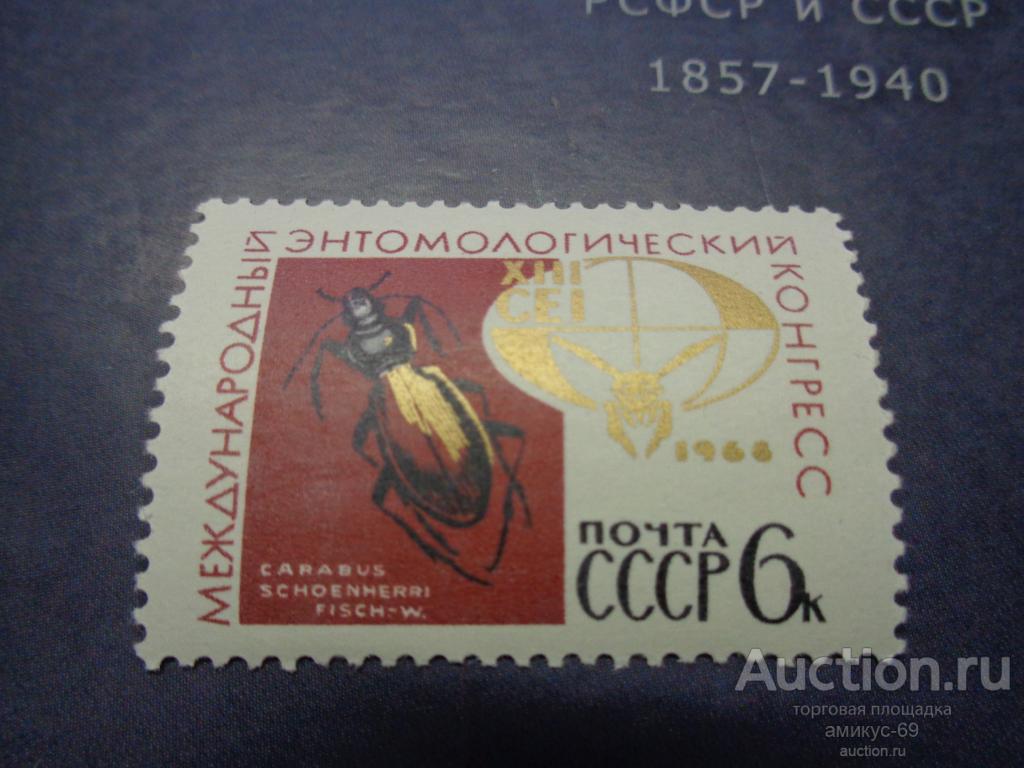 РСФСР и СССР
1857-1940
МЕЖДУНАРОДНЫЙ ЭНТОМОЛОГИЧЕСКИЙ КОНГРЕСС
XIII
CEI
1968
CARABUS
SCHOENHERRI
FISCH-W.
ПОЧТА
СССР 6к
Auction.ru
торговая площадка
амикус-69
auction.ru